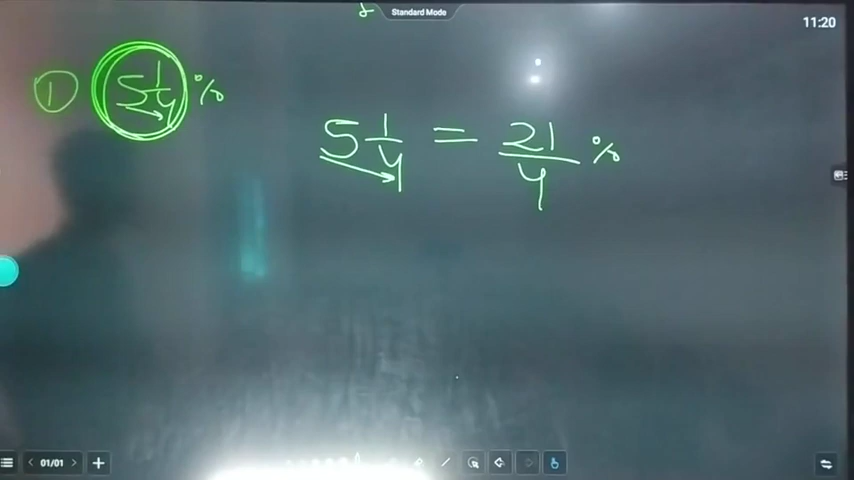 Standard Mode
11:20
① 5 1/4 %
5 1/4 = 21/4 %
01/01